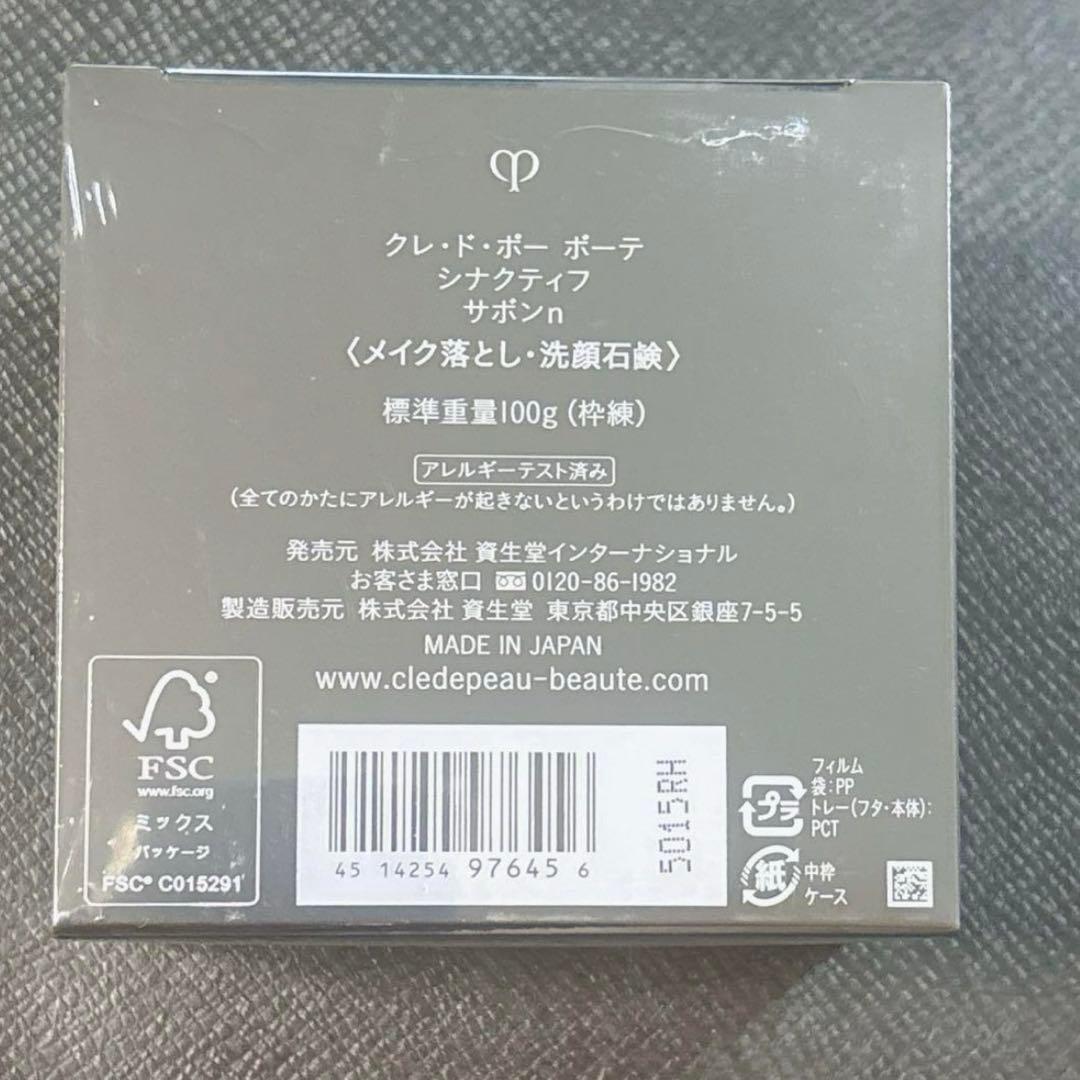 クレ・ド・ポー ボーテ
シナクティフ
サボンn
〈メイク落とし・洗顔石鹸〉
標準重量100g(枠練)
アレルギーテスト済み
(全てのかたにアレルギーが起きないというわけではありません。)
発売元 株式会社 資生堂インターナショナル
お客さま窓口 0120-86-1982
製造販売元 株式会社 資生堂 東京都中央区銀座7-5-5
MADE IN JAPAN
www.cledepeau-beaute.com
FSC
www.fsc.org
ミックス
パッケージ
FSC® C015291
45 14254 97645 6
5015RH
プラ
フィルム
袋:PP
トレー(フタ・本体):
PCT
紙
中枠
ケース